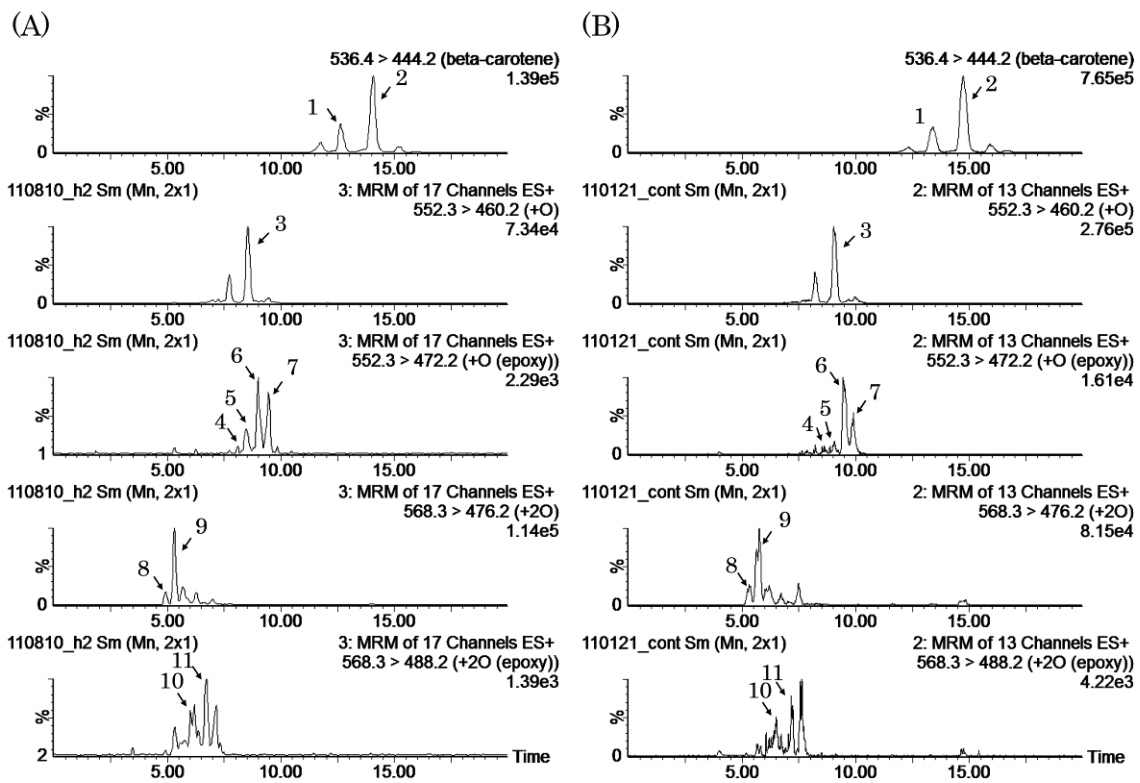 (A)
536.4 > 444.2 (beta-carotene)
1.39e5
1
2
%
0
5.00 10.00 15.00
110810_h2 Sm (Mn, 2x1) 3: MRM of 17 Channels ES+
552.3 > 460.2 (+O)
7.34e4
3
%
0
5.00 10.00 15.00
110810_h2 Sm (Mn, 2x1) 3: MRM of 17 Channels ES+
552.3 > 472.2 (+O (epoxy))
2.29e3
6
7
5
4
%
1
5.00 10.00 15.00
110810_h2 Sm (Mn, 2x1) 3: MRM of 17 Channels ES+
568.3 > 476.2 (+2O)
1.14e5
9
8
%
0
5.00 10.00 15.00
110810_h2 Sm (Mn, 2x1) 3: MRM of 17 Channels ES+
568.3 > 488.2 (+2O (epoxy))
1.39e3
11
10
%
2
Time
5.00 10.00 15.00
(B)
536.4 > 444.2 (beta-carotene)
7.65e5
2
1
%
0
5.00 10.00 15.00
110121_cont Sm (Mn, 2x1) 2: MRM of 13 Channels ES+
552.3 > 460.2 (+O)
2.76e5
3
%
0
5.00 10.00 15.00
110121_cont Sm (Mn, 2x1) 2: MRM of 13 Channels ES+
552.3 > 472.2 (+O (epoxy))
1.61e4
6
7
5
4
%
0
5.00 10.00 15.00
110121_cont Sm (Mn, 2x1) 2: MRM of 13 Channels ES+
568.3 > 476.2 (+2O)
8.15e4
9
8
%
0
5.00 10.00 15.00
110121_cont Sm (Mn, 2x1) 2: MRM of 13 Channels ES+
568.3 > 488.2 (+2O (epoxy))
4.22e3
11
10
%
0
Time
5.00 10.00 15.00